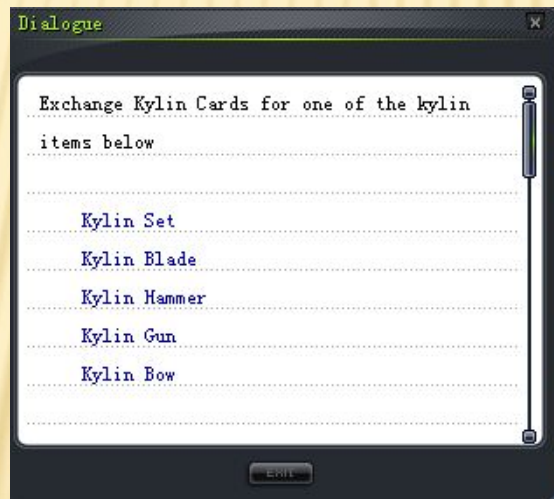 Dialogue
Exchange Kylin Cards for one of the kylin
items below
Kylin Set
Kylin Blade
Kylin Hammer
Kylin Gun
Kylin Bow
EXIT